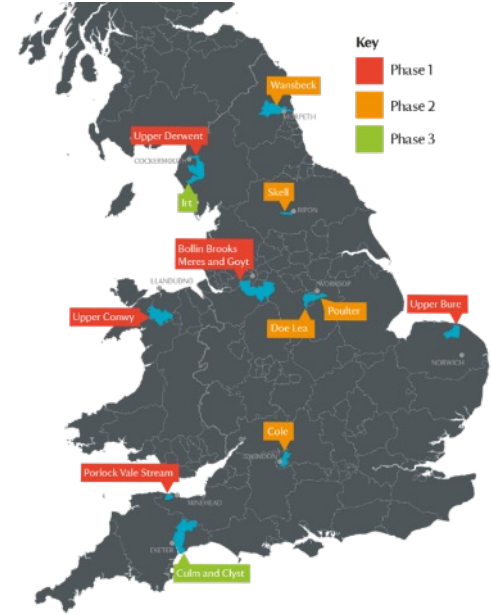 Key
Phase 1
Phase 2
Phase 3
Wansbeck
MORPETH
Upper Derwent
COCKERMOUTH
Irt
Skell
RIPON
Bollin Brooks
Meres and Goyt
LLANDUDNO
WORKSOP
Upper Conwy
Doe Lea
Poulter
Upper Bure
NORWICH
Cole
SWINDON
Porlock Vale Stream
MINEHEAD
EXETER
Culm and Clyst